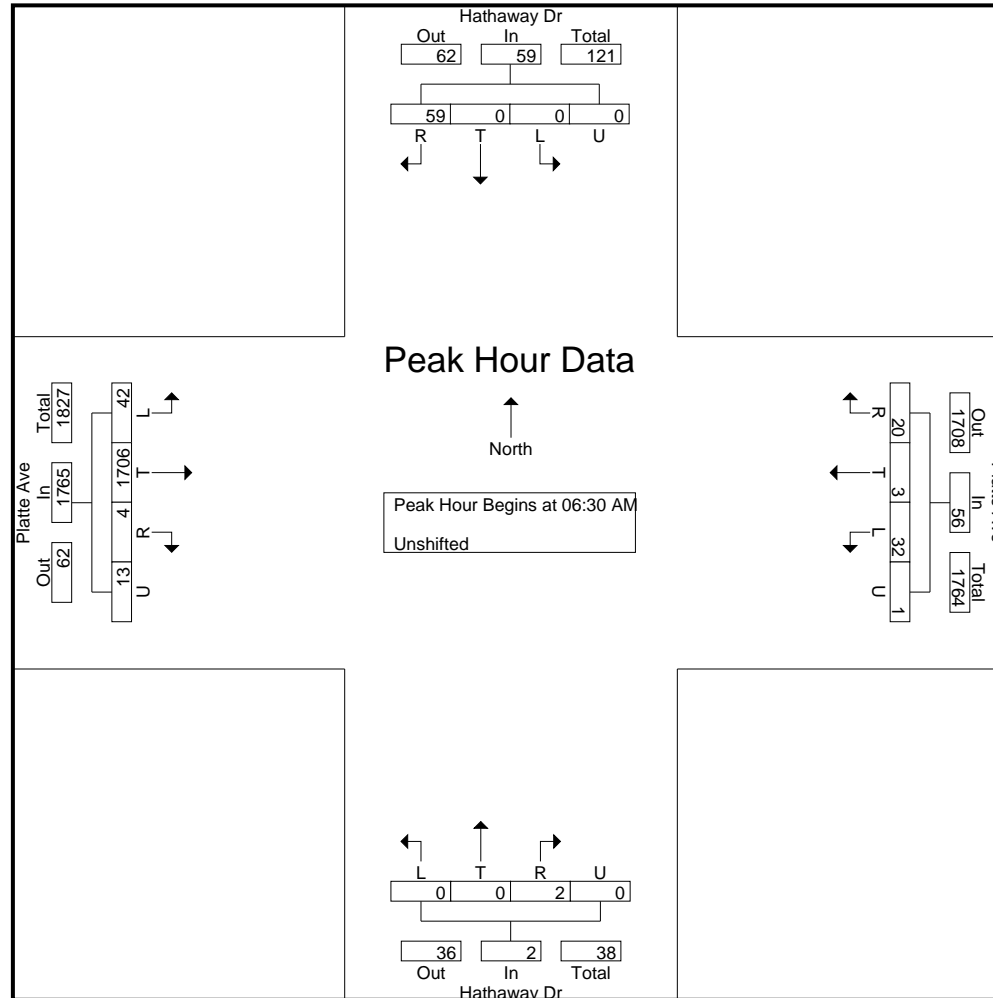 Hathaway Dr
Out In Total
62 59 121
59 0 0 0
R T L U
Peak Hour Data
North
Peak Hour Begins at 06:30 AM
Unshifted
Platte Ave
Out In Total
62 1765 1827
42 1706 4 13
L T R U
R T L U
20 3 32 1
Out In Total
1708 56 1764
L T R U
0 0 2 0
36 2 38
Out In Total
Hathaway Dr